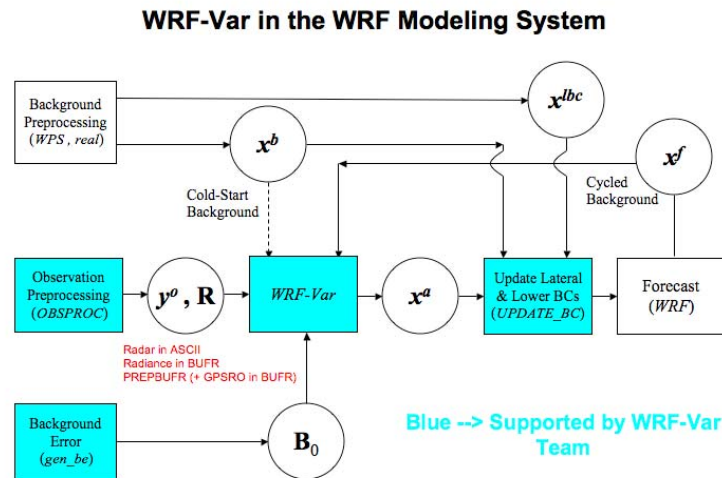 WRF-Var in the WRF Modeling System
Background
Preprocessing
(WPS , real)
x^lbc
x^b
x^f
Cold-Start
Background
Cycled
Background
Observation
Preprocessing
(OBSPROC)
y^o , R
WRF-Var
x^a
Update Lateral
& Lower BCs
(UPDATE_BC)
Forecast
(WRF)
Radar in ASCII
Radiance in BUFR
PREPBUFR (+ GPSRO in BUFR)
Background
Error
(gen_be)
B₀
Blue --> Supported by WRF-Var
Team